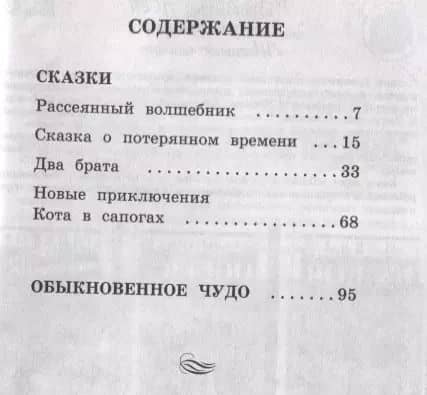 СОДЕРЖАНИЕ
СКАЗКИ
Рассеянный волшебник ..........7
Сказка о потерянном времени ...15
Два брата ...................33
Новые приключения
Кота в сапогах ................68
ОБЫКНОВЕННОЕ ЧУДО .......95